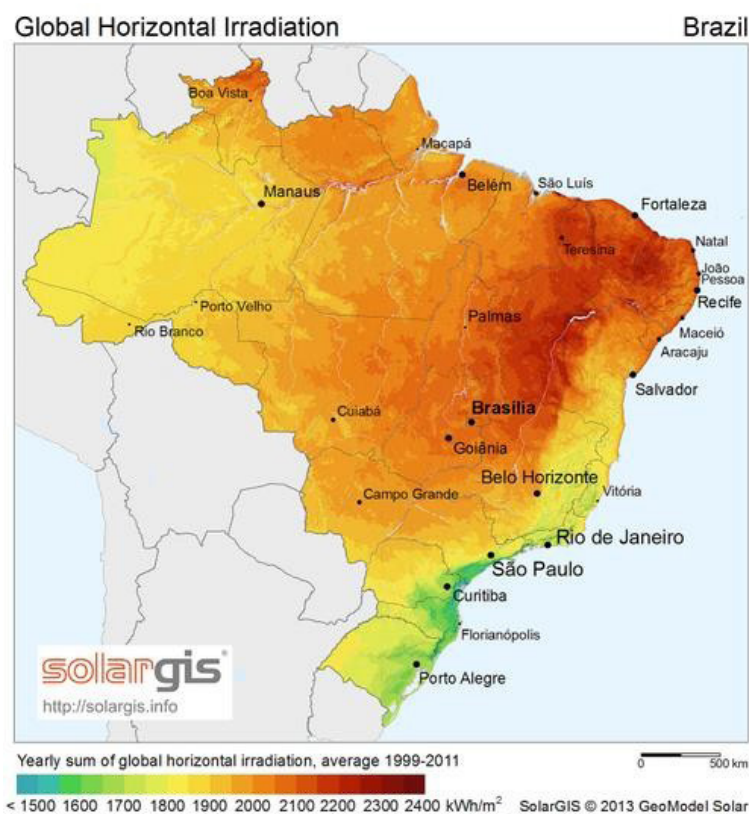 Global Horizontal Irradiation Brazil
Boa Vista
Macapá
Manaus
Belém
São Luís
Fortaleza
Teresina
Natal
João
Pessoa
Recife
Porto Velho
Palmas
Maceió
Rio Branco
Aracaju
Salvador
Cuiabá
Brasília
Goiânia
Belo Horizonte
Campo Grande
Vitória
Rio de Janeiro
São Paulo
Curitiba
Florianópolis
Porto Alegre
solargis
http://solargis.info
Yearly sum of global horizontal irradiation, average 1999-2011
0 500 km
< 1500 1600 1700 1800 1900 2000 2100 2200 2300 2400 kWh/m² SolarGIS © 2013 GeoModel Solar